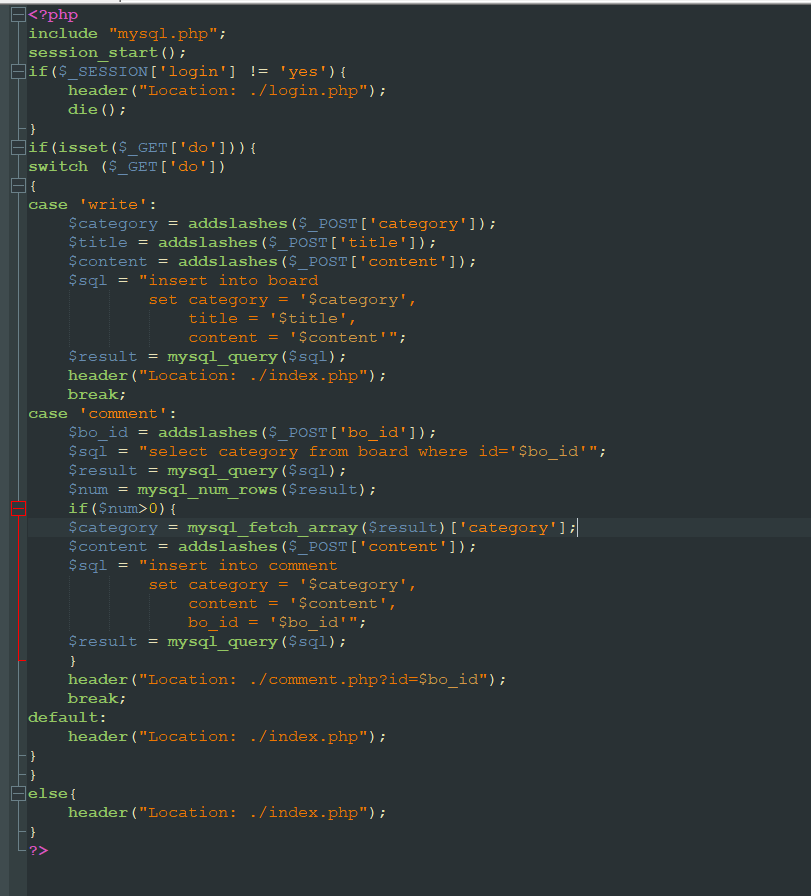 <?php
include "mysql.php";
session_start();
if($_SESSION['login'] != 'yes'){
    header("Location: ./login.php");
    die();
}
if(isset($_GET['do'])){
switch ($_GET['do'])
{
case 'write':
    $category = addslashes($_POST['category']);
    $title = addslashes($_POST['title']);
    $content = addslashes($_POST['content']);
    $sql = "insert into board
            set category = '$category',
                title = '$title',
                content = '$content'";
    $result = mysql_query($sql);
    header("Location: ./index.php");
    break;
case 'comment':
    $bo_id = addslashes($_POST['bo_id']);
    $sql = "select category from board where id='$bo_id'";
    $result = mysql_query($sql);
    $num = mysql_num_rows($result);
    if($num>0){
    $category = mysql_fetch_array($result)['category'];
    $content = addslashes($_POST['content']);
    $sql = "insert into comment
            set category = '$category',
                content = '$content',
                bo_id = '$bo_id'";
    $result = mysql_query($sql);
    }
    header("Location: ./comment.php?id=$bo_id");
    break;
default:
    header("Location: ./index.php");
}
}
else{
    header("Location: ./index.php");
}
?>